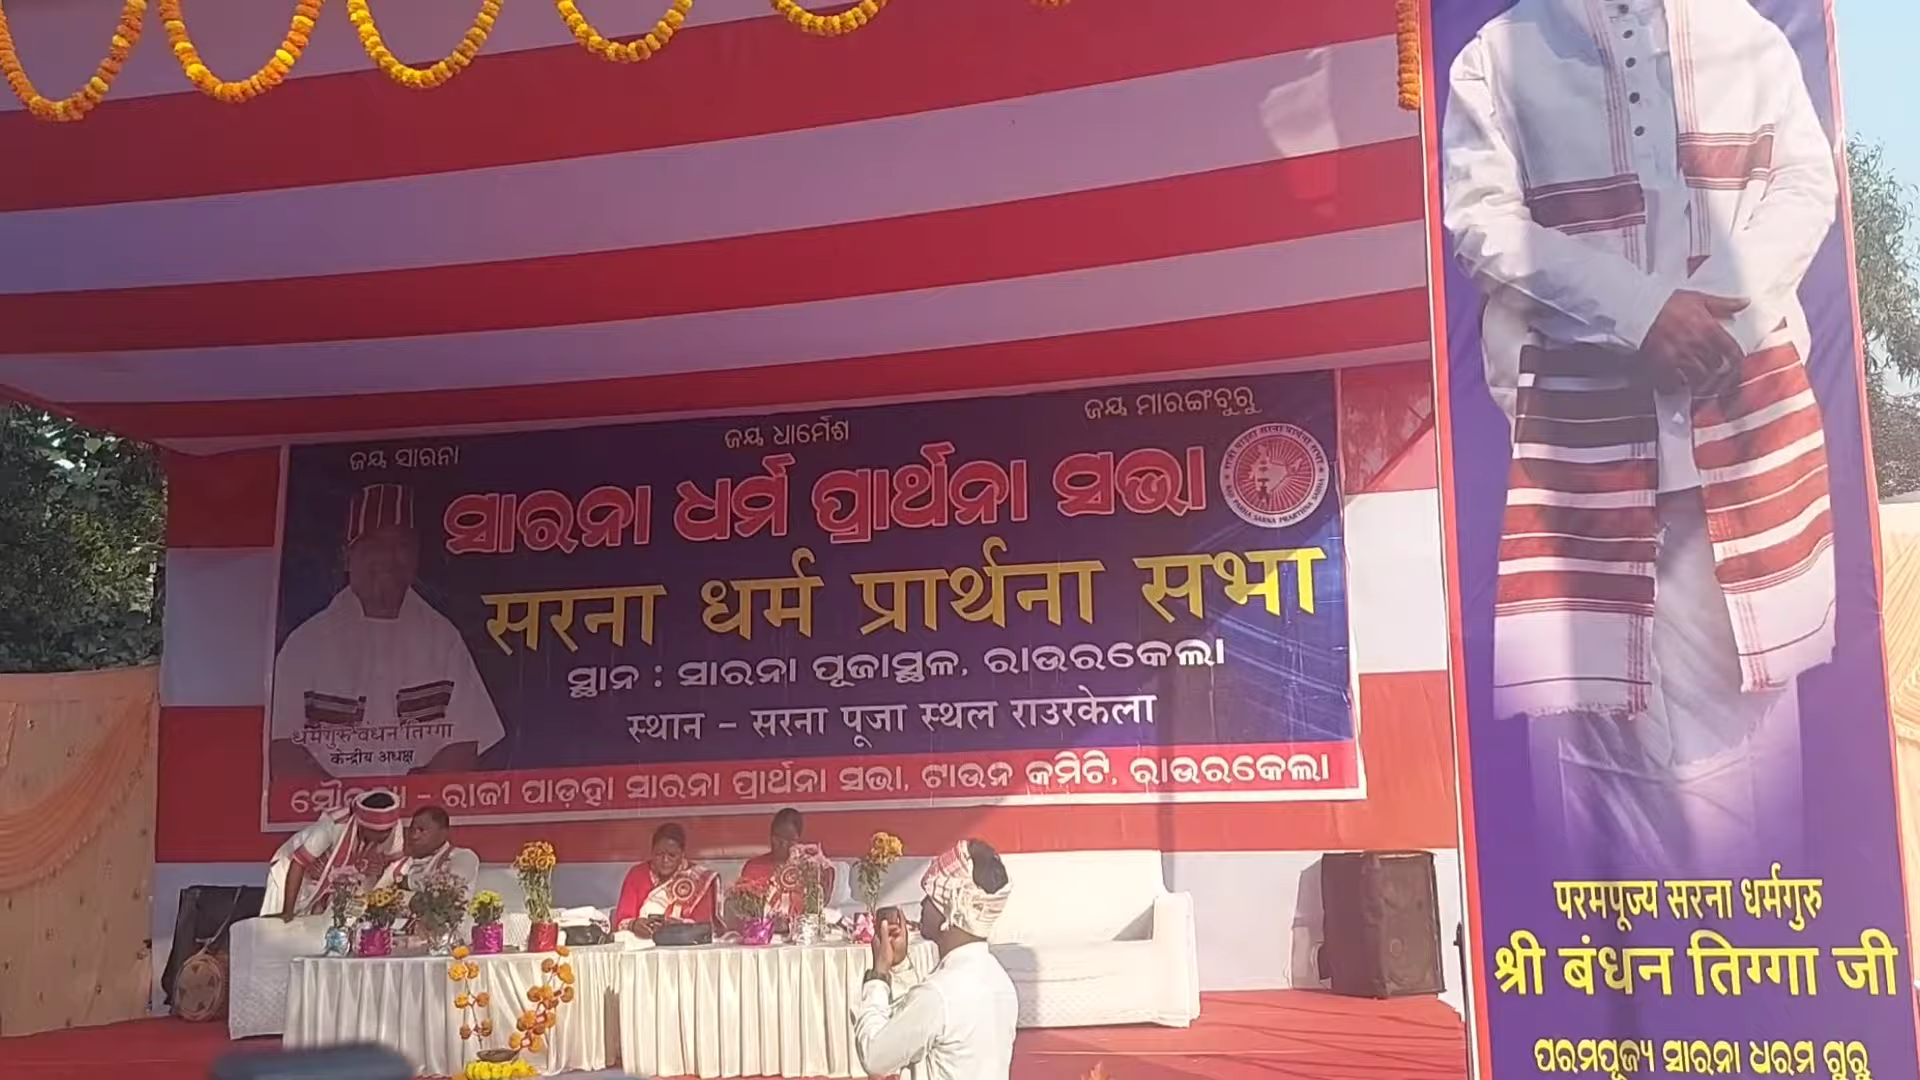 ଜୟ ସାରନା
ଜୟ ଧାର୍ମେଶ
ଜୟ ମାରଙ୍ଗବୁରୁ
ସାରନା ଧର୍ମ ପ୍ରାର୍ଥନା ସଭା
सरना धर्म प्रार्थना सभा
ସ୍ଥାନ : ସାରନା ପୂଜାସ୍ଥଳ, ରାଉରକେଲା
स्थान - सरना पूजा स्थल राउरकेला
धर्मगुरु बंधन तिग्गा
केन्द्रीय अध्यक्ष
- ରାଜୀ ପାଡ଼ହା ସାରନା ପ୍ରାର୍ଥନା ସଭା, ଟାଉନ କମିଟି, ରାଉରକେଲା
परमपूज्य सरना धर्मगुरु
श्री बंधन तिग्गा जी
ପରମପୂଜ୍ୟ ସାରନା ଧରମ ଗୁରୁ